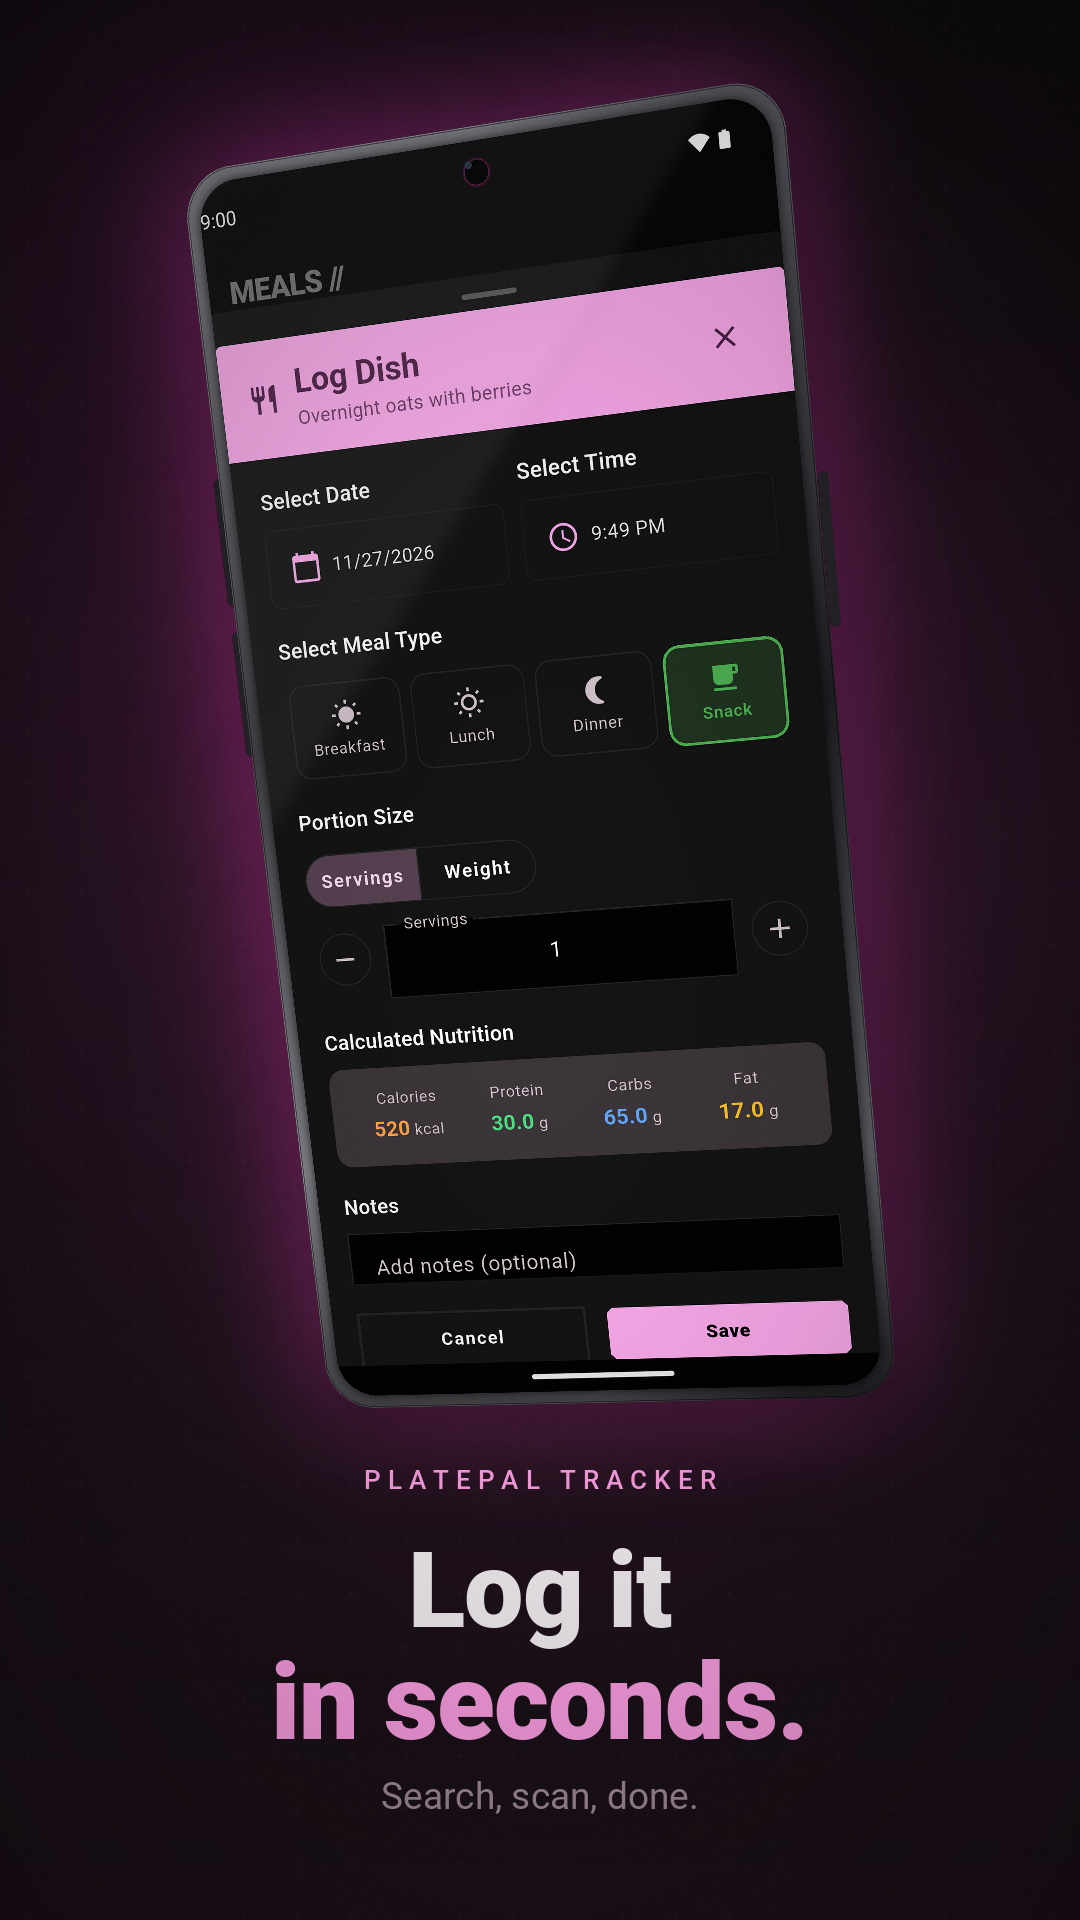 9:00
MEALS //
Log Dish
Overnight oats with berries
Select Date
Select Time
11/27/2026
9:49 PM
Select Meal Type
Breakfast
Lunch
Dinner
Snack
Portion Size
Servings
Weight
Servings
1
Calculated Nutrition
Calories
Protein
Carbs
Fat
520 kcal
30.0 g
65.0 g
17.0 g
Notes
Add notes (optional)
Cancel
Save
PLATEPAL TRACKER
Log it
in seconds.
Search, scan, done.